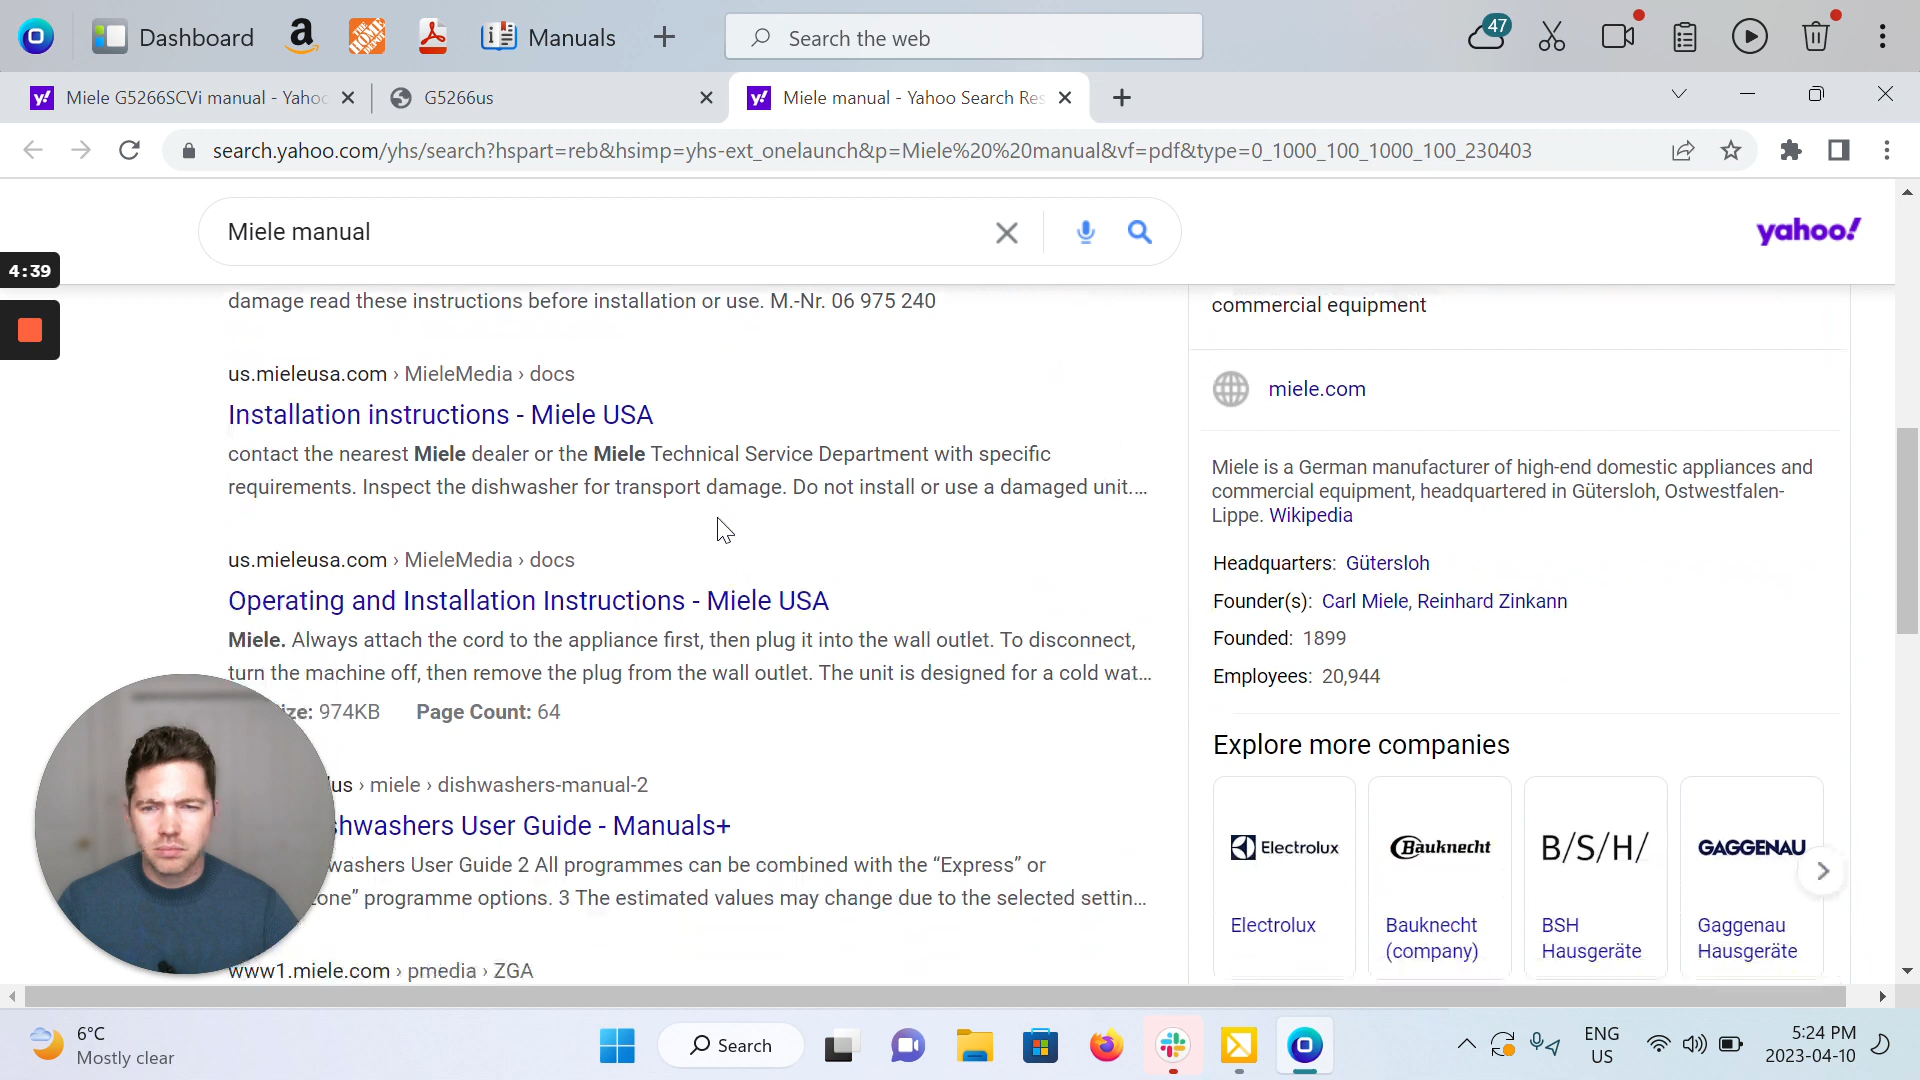 Dashboard
Manuals
Search the web
47
Miele G5266SCVi manual - Yahoo
G5266us
Miele manual - Yahoo Search Res
search.yahoo.com/yhs/search?hspart=reb&hsimp=yhs-ext_onelaunch&p=Miele%20%20manual&vf=pdf&type=0_1000_100_1000_100_230403
Miele manual
yahoo!
4:39
damage read these instructions before installation or use. M.-Nr. 06 975 240
us.mieleusa.com › MieleMedia › docs
Installation instructions - Miele USA
contact the nearest Miele dealer or the Miele Technical Service Department with specific
requirements. Inspect the dishwasher for transport damage. Do not install or use a damaged unit....
us.mieleusa.com › MieleMedia › docs
Operating and Installation Instructions - Miele USA
Miele. Always attach the cord to the appliance first, then plug it into the wall outlet. To disconnect,
turn the machine off, then remove the plug from the wall outlet. The unit is designed for a cold wat...
ize: 974KB Page Count: 64
us › miele › dishwashers-manual-2
shwashers User Guide - Manuals+
washers User Guide 2 All programmes can be combined with the “Express” or
zone” programme options. 3 The estimated values may change due to the selected settin...
www1.miele.com › pmedia › ZGA
commercial equipment
miele.com
Miele is a German manufacturer of high-end domestic appliances and
commercial equipment, headquartered in Gütersloh, Ostwestfalen-
Lippe. Wikipedia
Headquarters: Gütersloh
Founder(s): Carl Miele, Reinhard Zinkann
Founded: 1899
Employees: 20,944
Explore more companies
Electrolux
Bauknecht
B/S/H/
GAGGENAU
Electrolux
Bauknecht
(company)
BSH
Hausgeräte
Gaggenau
Hausgeräte
6°C
Mostly clear
Search
ENG
US
5:24 PM
2023-04-10